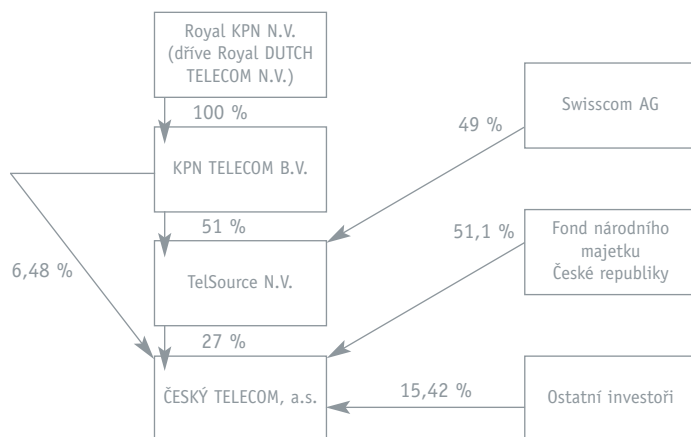 Royal KPN N.V.
(dříve Royal DUTCH
TELECOM N.V.)
100 %
Swisscom AG
49 %
KPN TELECOM B.V.
51 %
51,1 %
Fond národního
majetku
České republiky
6,48 %
TelSource N.V.
27 %
ČESKÝ TELECOM, a.s.
15,42 %
Ostatní investoři